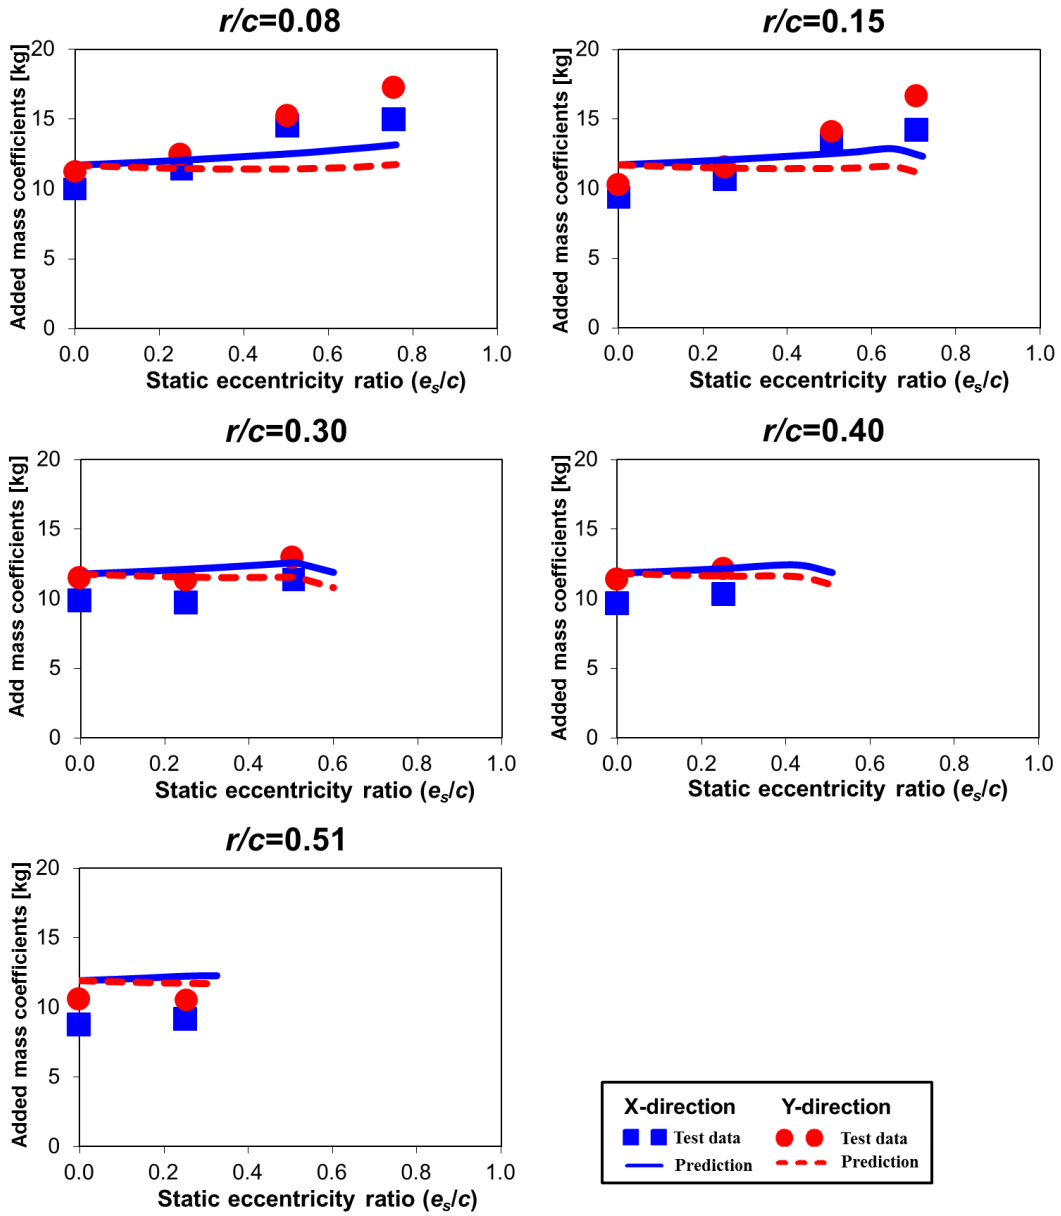 r/c=0.08
Added mass coefficients [kg]
20
15
10
5
0
0.0 0.2 0.4 0.6 0.8 1.0
Static eccentricity ratio (es/c)
r/c=0.15
Added mass coefficients [kg]
20
15
10
5
0
0.0 0.2 0.4 0.6 0.8 1.0
Static eccentricity ratio (es/c)
r/c=0.30
Add mass coefficients [kg]
20
15
10
5
0
0.0 0.2 0.4 0.6 0.8 1.0
Static eccentricity ratio (es/c)
r/c=0.40
Added mass coefficients [kg]
20
15
10
5
0
0.0 0.2 0.4 0.6 0.8 1.0
Static eccentricity ratio (es/c)
r/c=0.51
Added mass coefficients [kg]
20
15
10
5
0
0.0 0.2 0.4 0.6 0.8 1.0
Static eccentricity ratio (es/c)
X-direction Y-direction
Test data Test data
Prediction Prediction